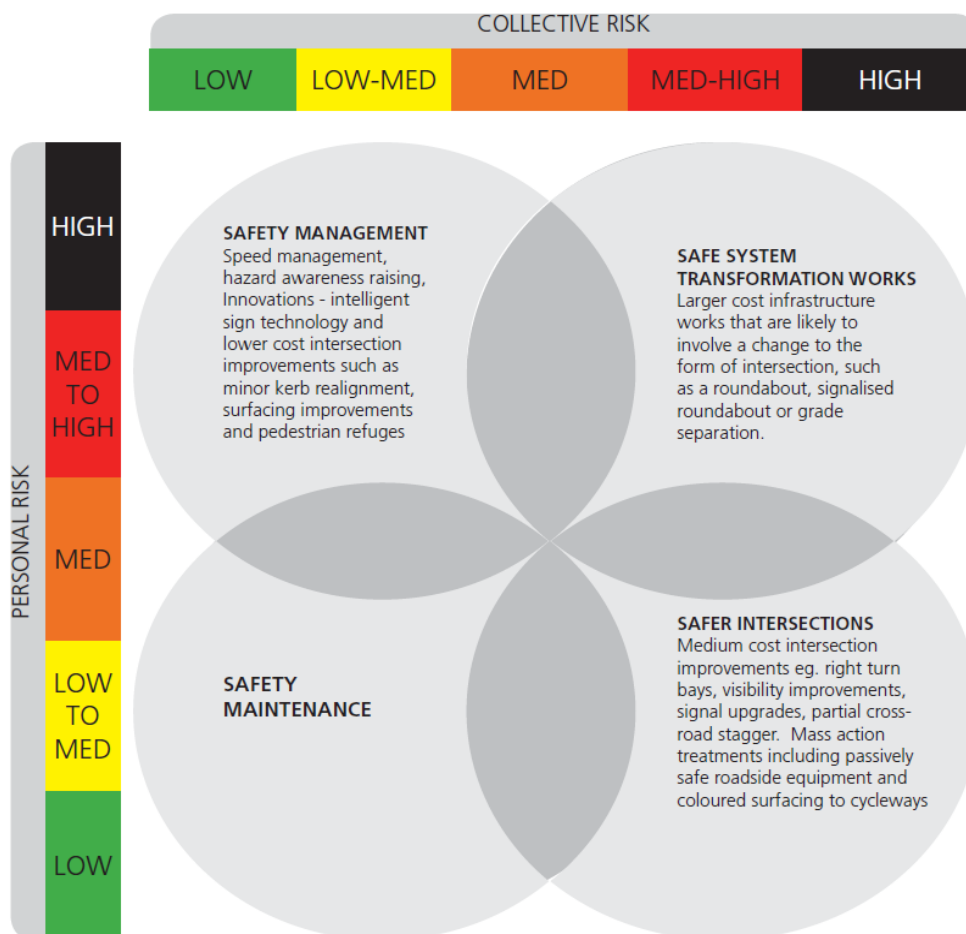 COLLECTIVE RISK
LOW
LOW-MED
MED
MED-HIGH
HIGH
PERSONAL RISK
HIGH
MED
TO
HIGH
MED
LOW
TO
MED
LOW
SAFETY MANAGEMENT
Speed management,
hazard awareness raising,
Innovations - intelligent
sign technology and
lower cost intersection
improvements such as
minor kerb realignment,
surfacing improvements
and pedestrian refuges
SAFE SYSTEM
TRANSFORMATION WORKS
Larger cost infrastructure
works that are likely to
involve a change to the
form of intersection, such
as a roundabout, signalised
roundabout or grade
separation.
SAFETY
MAINTENANCE
SAFER INTERSECTIONS
Medium cost intersection
improvements eg. right turn
bays, visibility improvements,
signal upgrades, partial cross-
road stagger.  Mass action
treatments including passively
safe roadside equipment and
coloured surfacing to cycleways